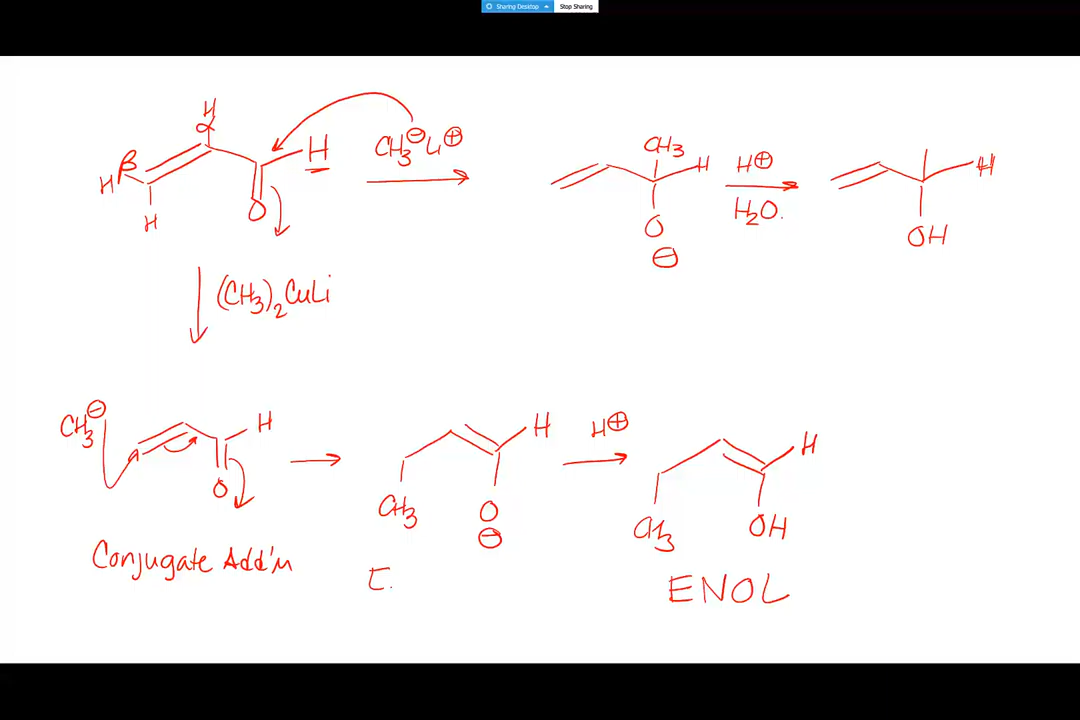 Sharing Desktop Stop Sharing
H
α
β
H
H
H
O
CH3⊖ Li⊕
CH3
H
O
⊖
H⊕
H2O.
H
OH
(CH3)2CuLi
CH3⊖
H
O
H
CH3
O
⊖
H⊕
H
CH3
OH
Conjugate Add'n
E.
ENOL